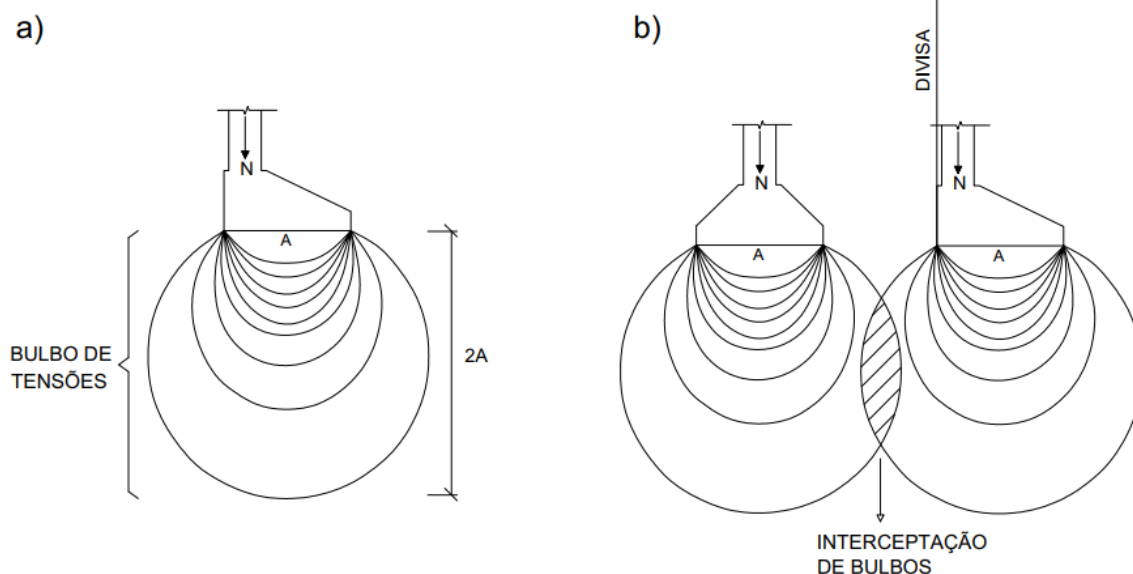 a)
N
A
BULBO DE
TENSÕES
2A
b)
DIVISA
N
N
A
A
INTERCEPTAÇÃO
DE BULBOS